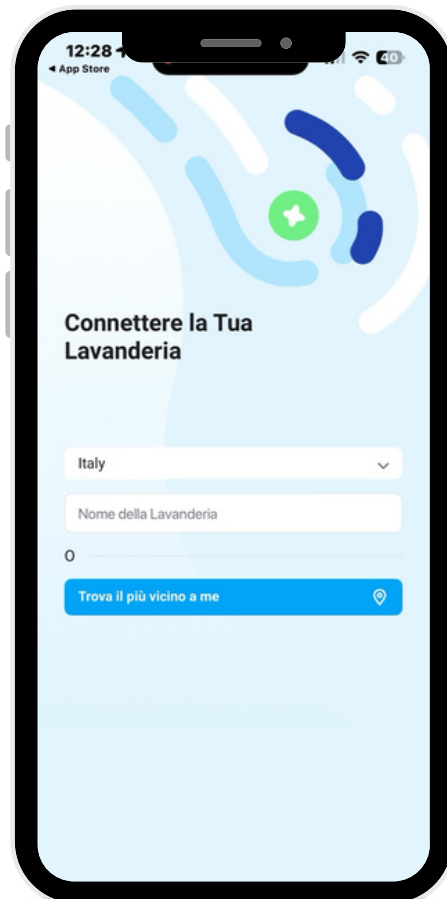 12:28
◀ App Store
40
Connettere la Tua
Lavanderia
Italy
Nome della Lavanderia
O
Trova il più vicino a me